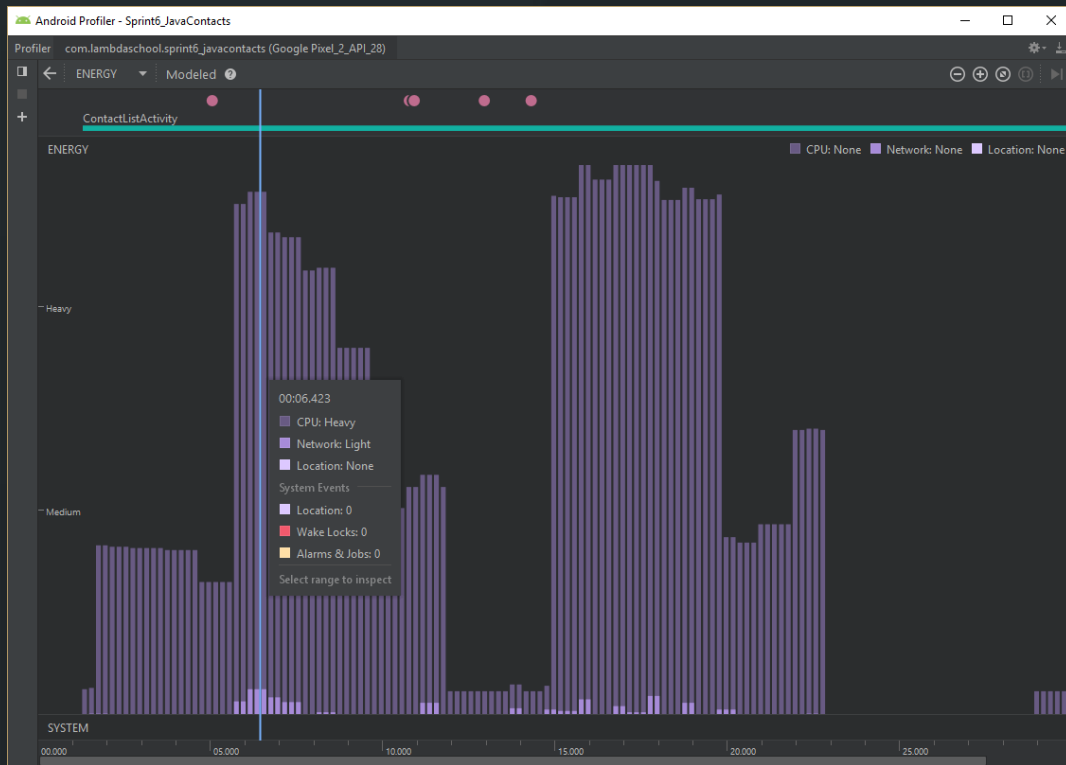 Android Profiler - Sprint6_JavaContacts
Profiler com.lambdaschool.sprint6_javacontacts (Google Pixel_2_API_28)
ENERGY Modeled ?
ContactListActivity
ENERGY CPU: None Network: None Location: None
Heavy
00:06.423
CPU: Heavy
Network: Light
Location: None
System Events
Medium
Location: 0
Wake Locks: 0
Alarms & Jobs: 0
Select range to inspect
SYSTEM
00.000 05.000 10.000 15.000 20.000 25.000